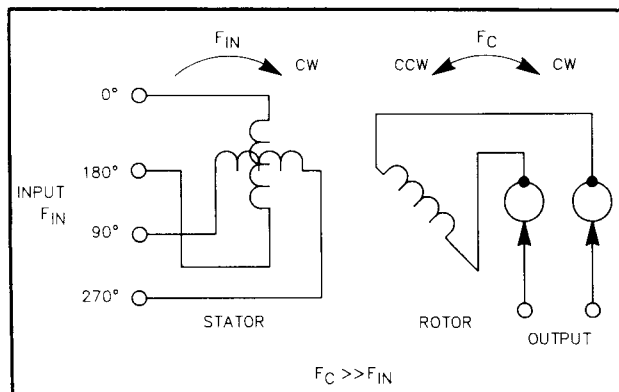 F_IN
CW
CCW
F_C
CW
0°
180°
INPUT
F_IN
90°
270°
STATOR
ROTOR
OUTPUT
F_C >>F_IN